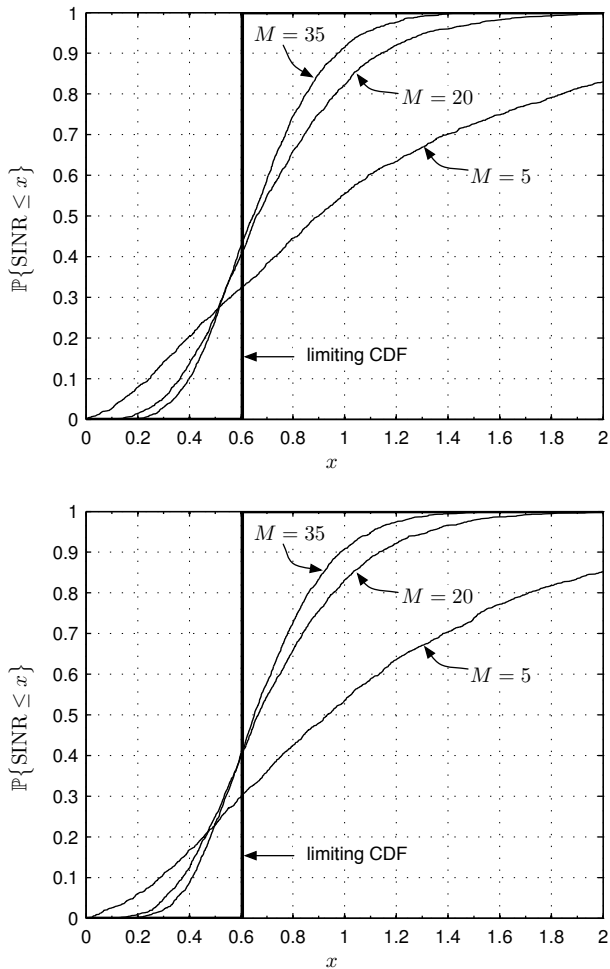 1
0.9
0.8
0.7
0.6
0.5
0.4
0.3
0.2
0.1
0
ℙ{SINR ≤ x}
M = 35
M = 20
M = 5
limiting CDF
0 0.2 0.4 0.6 0.8 1 1.2 1.4 1.6 1.8 2
x
1
0.9
0.8
0.7
0.6
0.5
0.4
0.3
0.2
0.1
0
ℙ{SINR ≤ x}
M = 35
M = 20
M = 5
limiting CDF
0 0.2 0.4 0.6 0.8 1 1.2 1.4 1.6 1.8 2
x